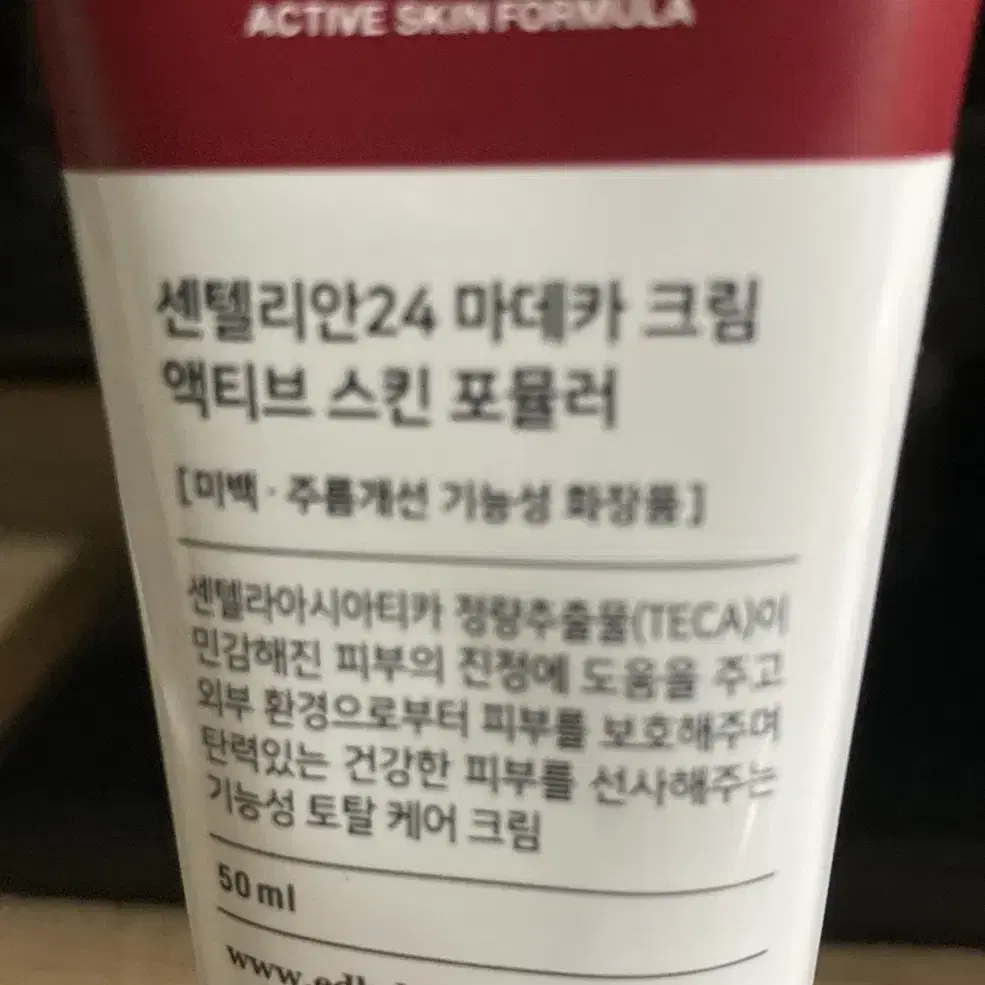 ACTIVE SKIN FORMULA
센텔리안24 마데카 크림
액티브 스킨 포뮬러
[미백 · 주름개선 기능성 화장품]
센텔라아시아티카 정량추출물(TECA)이
민감해진 피부의 진정에 도움을 주고
외부 환경으로부터 피부를 보호해주며
탄력있는 건강한 피부를 선사해주는
기능성 토탈 케어 크림
50ml